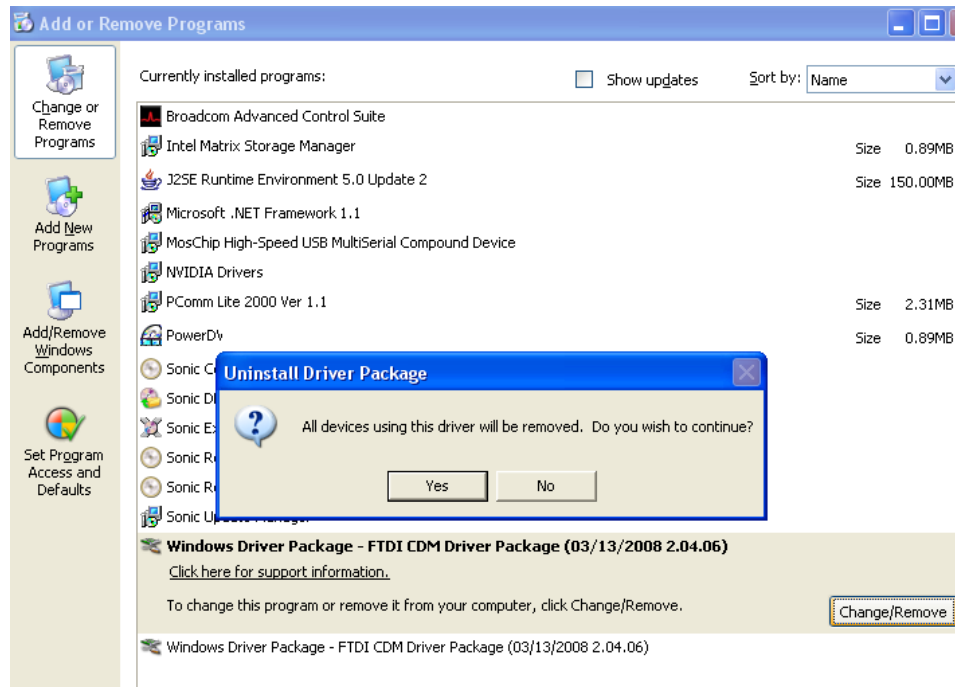 Add or Remove Programs
Change or
Remove
Programs
Add New
Programs
Add/Remove
Windows
Components
Set Program
Access and
Defaults
Currently installed programs:
Show updates
Sort by:
Name
Broadcom Advanced Control Suite
Intel Matrix Storage Manager
Size 0.89MB
J2SE Runtime Environment 5.0 Update 2
Size 150.00MB
Microsoft .NET Framework 1.1
MosChip High-Speed USB MultiSerial Compound Device
NVIDIA Drivers
PComm Lite 2000 Ver 1.1
Size 2.31MB
Size 0.89MB
Sonic
Sonic
Sonic
Sonic
Sonic
Sonic
Uninstall Driver Package
All devices using this driver will be removed. Do you wish to continue?
Yes
No
Windows Driver Package - FTDI CDM Driver Package (03/13/2008 2.04.06)
Click here for support information.
To change this program or remove it from your computer, click Change/Remove.
Change/Remove
Windows Driver Package - FTDI CDM Driver Package (03/13/2008 2.04.06)